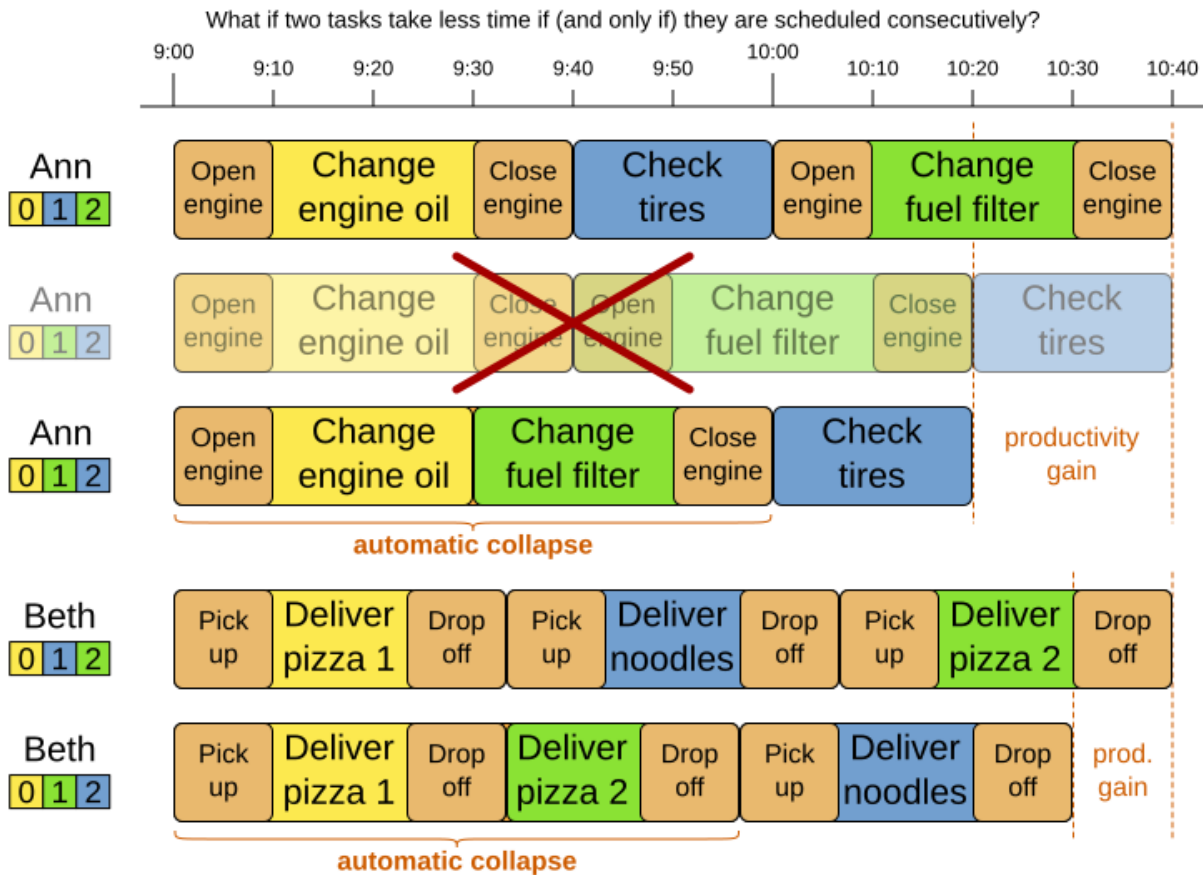 What if two tasks take less time if (and only if) they are scheduled consecutively?
9:00 9:10 9:20 9:30 9:40 9:50 10:00 10:10 10:20 10:30 10:40
Ann
0 1 2
Open
engine
Change
engine oil
Close
engine
Check
tires
Open
engine
Change
fuel filter
Close
engine
Ann
0 1 2
Open
engine
Change
engine oil
Close
engine
Open
engine
Change
fuel filter
Close
engine
Check
tires
Ann
0 1 2
Open
engine
Change
engine oil
Change
fuel filter
Close
engine
Check
tires
productivity
gain
automatic collapse
Beth
0 1 2
Pick
up
Deliver
pizza 1
Drop
off
Pick
up
Deliver
noodles
Drop
off
Pick
up
Deliver
pizza 2
Drop
off
Beth
0 1 2
Pick
up
Deliver
pizza 1
Drop
off
Deliver
pizza 2
Drop
off
Pick
up
Deliver
noodles
Drop
off
prod.
gain
automatic collapse